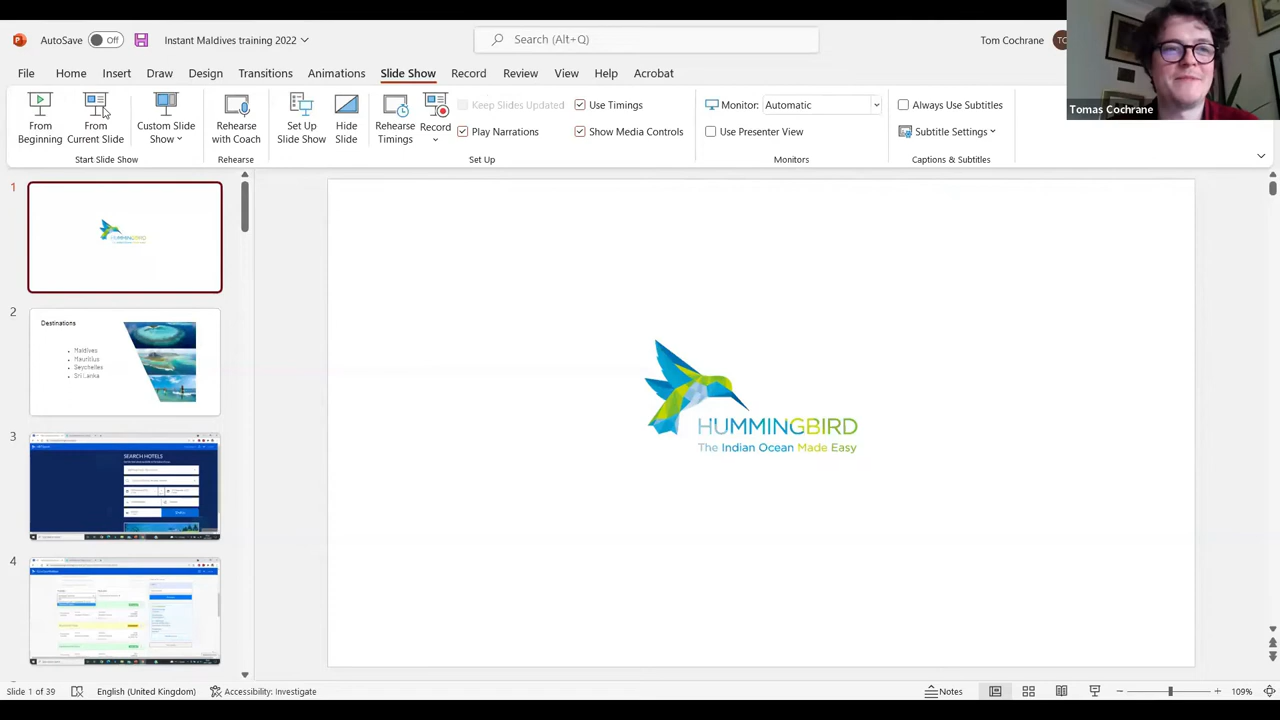 AutoSave
Off
Instant Maldives training 2022
Search (Alt+Q)
Tom Cochrane
TC
Tomas Cochrane
File
Home
Insert
Draw
Design
Transitions
Animations
Slide Show
Record
Review
View
Help
Acrobat
From
Beginning
From
Current Slide
Custom Slide
Show
Rehearse
with Coach
Set Up
Slide Show
Hide
Slide
Rehearse
Timings
Record
Keep Slides Updated
Play Narrations
Use Timings
Show Media Controls
Monitor:
Automatic
Use Presenter View
Always Use Subtitles
Subtitle Settings
Start Slide Show
Rehearse
Set Up
Monitors
Captions & Subtitles
1
HUMMINGBIRD
2
Destinations
Maldives
Mauritius
Seychelles
Sri Lanka
3
SEARCH HOTELS
4
HUMMINGBIRD
The Indian Ocean Made Easy
Slide 1 of 39
English (United Kingdom)
Accessibility: Investigate
Notes
109%